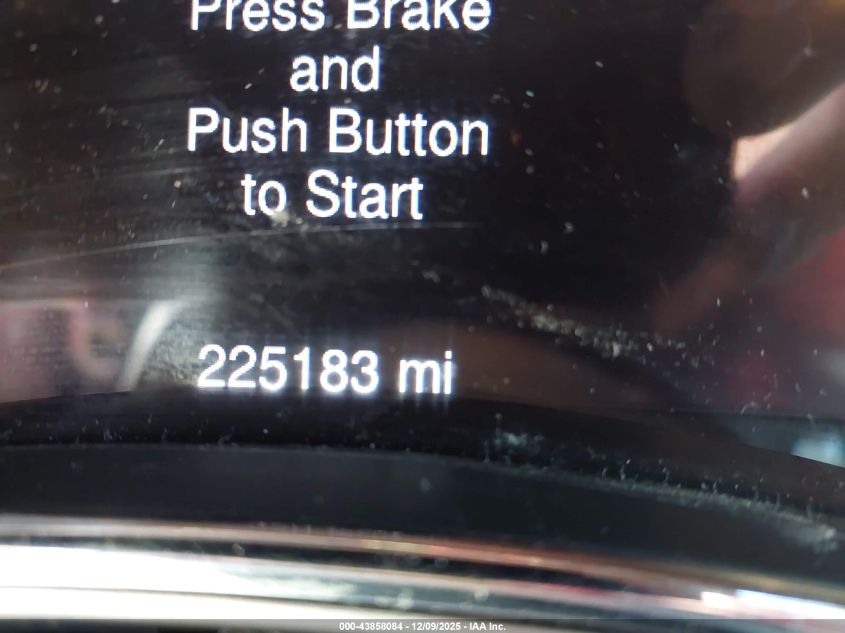 Press Brake
and
Push Button
to Start
225183 mi
000-43858084 - 12/09/2025 - IAA Inc.